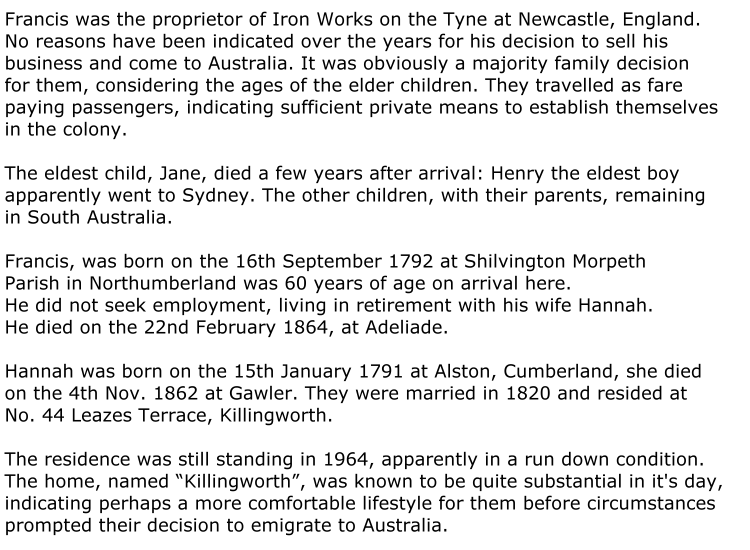 Francis was the proprietor of Iron Works on the Tyne at Newcastle, England.
No reasons have been indicated over the years for his decision to sell his
business and come to Australia. It was obviously a majority family decision
for them, considering the ages of the elder children. They travelled as fare
paying passengers, indicating sufficient private means to establish themselves
in the colony.

The eldest child, Jane, died a few years after arrival: Henry the eldest boy
apparently went to Sydney. The other children, with their parents, remaining
in South Australia.

Francis, was born on the 16th September 1792 at Shilvington Morpeth
Parish in Northumberland was 60 years of age on arrival here.
He did not seek employment, living in retirement with his wife Hannah.
He died on the 22nd February 1864, at Adeliade.

Hannah was born on the 15th January 1791 at Alston, Cumberland, she died
on the 4th Nov. 1862 at Gawler. They were married in 1820 and resided at
No. 44 Leazes Terrace, Killingworth.

The residence was still standing in 1964, apparently in a run down condition.
The home, named “Killingworth”, was known to be quite substantial in it's day,
indicating perhaps a more comfortable lifestyle for them before circumstances
prompted their decision to emigrate to Australia.